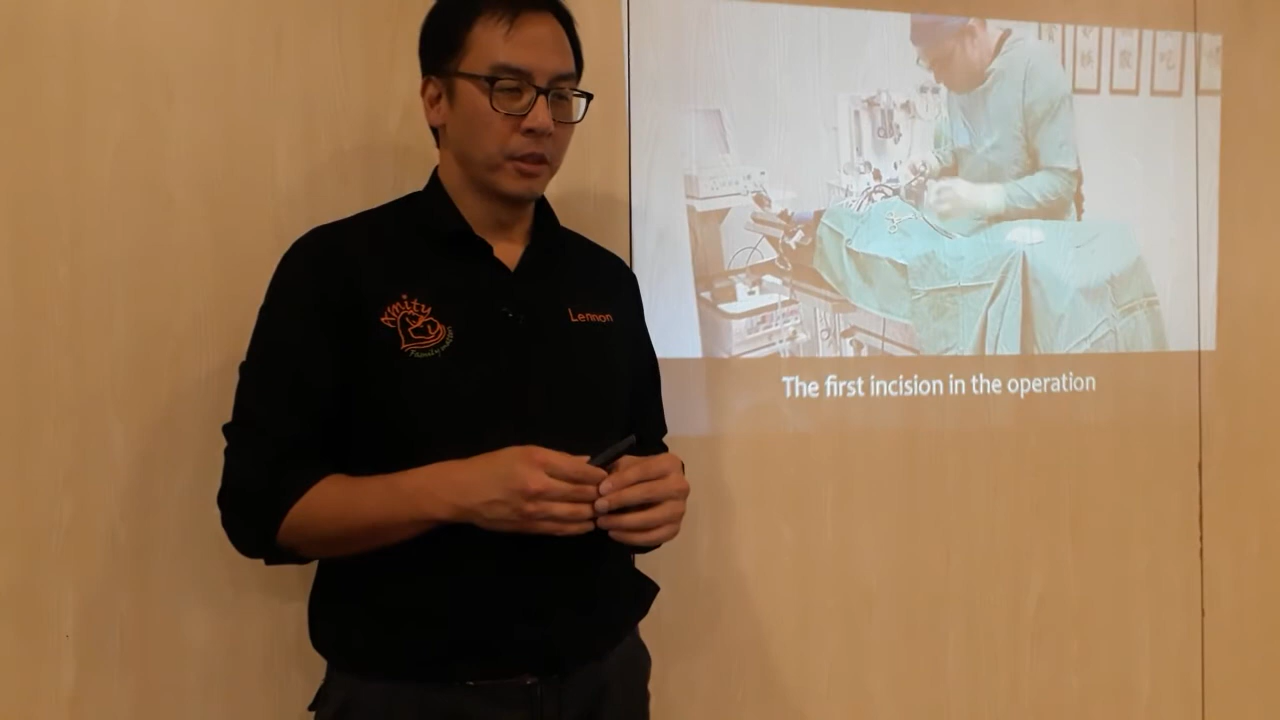 Amity
Lennon
The first incision in the operation